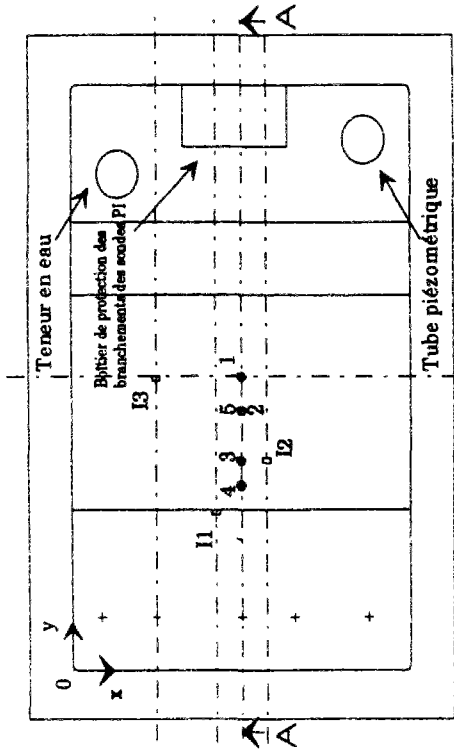 A
A
Teneur en eau
Boîtier de protection des
branchements des sondes PI
Tube piézométrique
I3
1
5
2
3
4
I2
I1
0
y
x